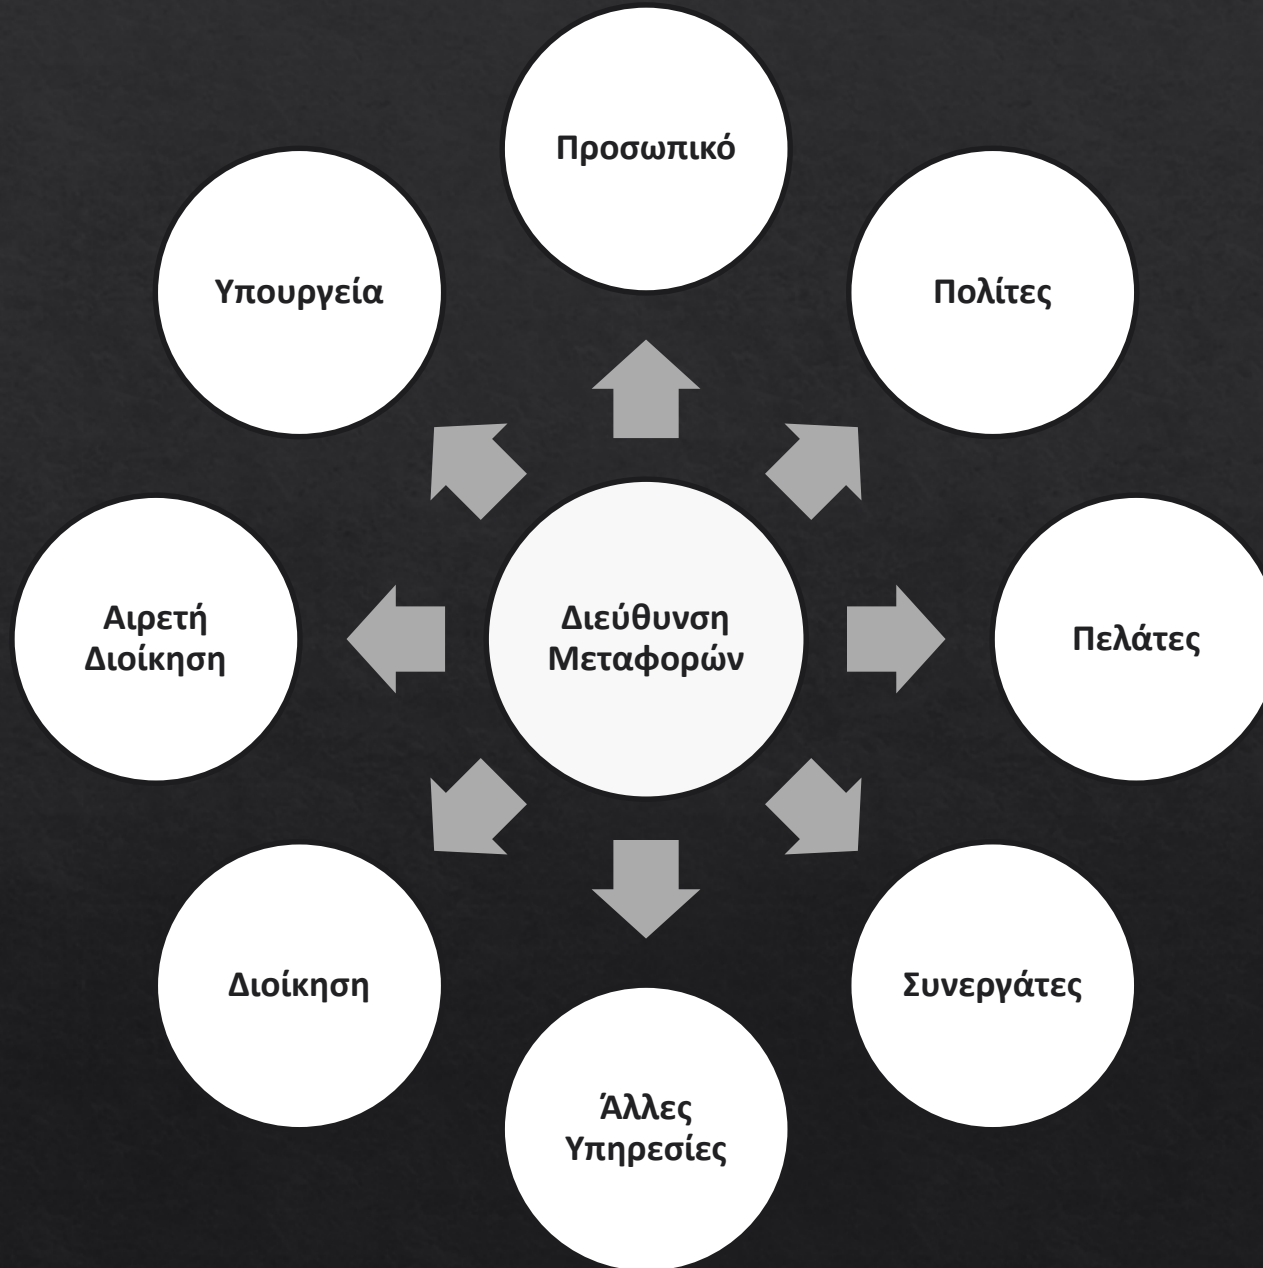 Προσωπικό
Υπουργεία
Πολίτες
Αιρετή
Διοίκηση
Διεύθυνση
Μεταφορών
Πελάτες
Διοίκηση
Συνεργάτες
Άλλες
Υπηρεσίες